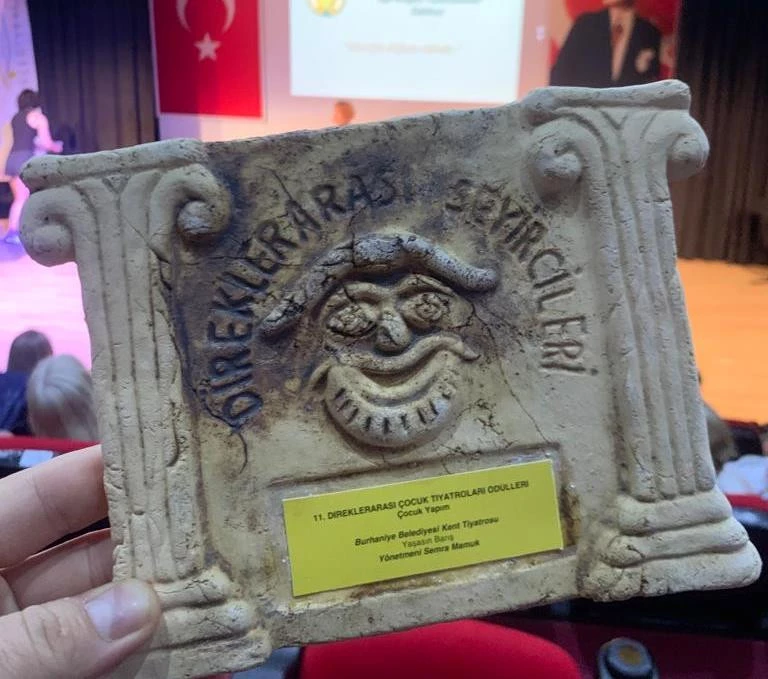 DİREKLERARASI SEYİRCİLERİ
11. DİREKLERARASI ÇOCUK TİYATROLARI ÖDÜLLERİ
Çocuk Yapım
Burhaniye Belediyesi Kent Tiyatrosu
Yaşasın Barış
Yönetmeni Semra Mamuk